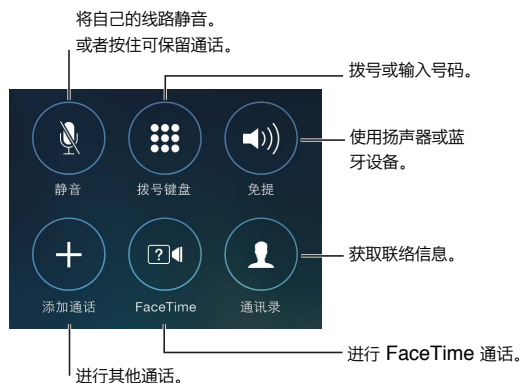 将自己的线路静音。
或者按住可保留通话。
拨号或输入号码。
使用扬声器或蓝
牙设备。
静音 拨号键盘 免提
获取联络信息。
添加通话 FaceTime 通讯录
进行 FaceTime 通话。
进行其他通话。